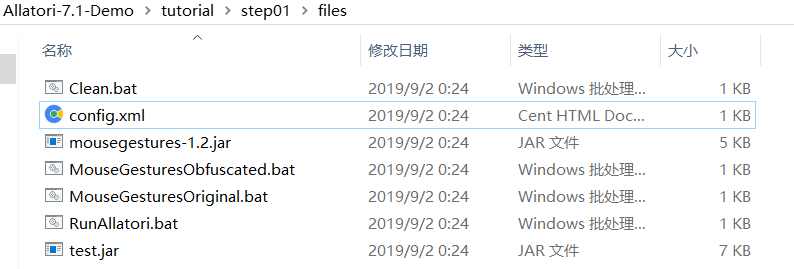 Allatori-7.1-Demo › tutorial › step01 › files
名称 修改日期 类型 大小
Clean.bat 2019/9/2 0:24 Windows 批处理... 1 KB
config.xml 2019/9/2 0:24 Cent HTML Doc... 1 KB
mousegestures-1.2.jar 2019/9/2 0:24 JAR 文件 5 KB
MouseGesturesObfuscated.bat 2019/9/2 0:24 Windows 批处理... 1 KB
MouseGesturesOriginal.bat 2019/9/2 0:24 Windows 批处理... 1 KB
RunAllatori.bat 2019/9/2 0:24 Windows 批处理... 1 KB
test.jar 2019/9/2 0:24 JAR 文件 7 KB